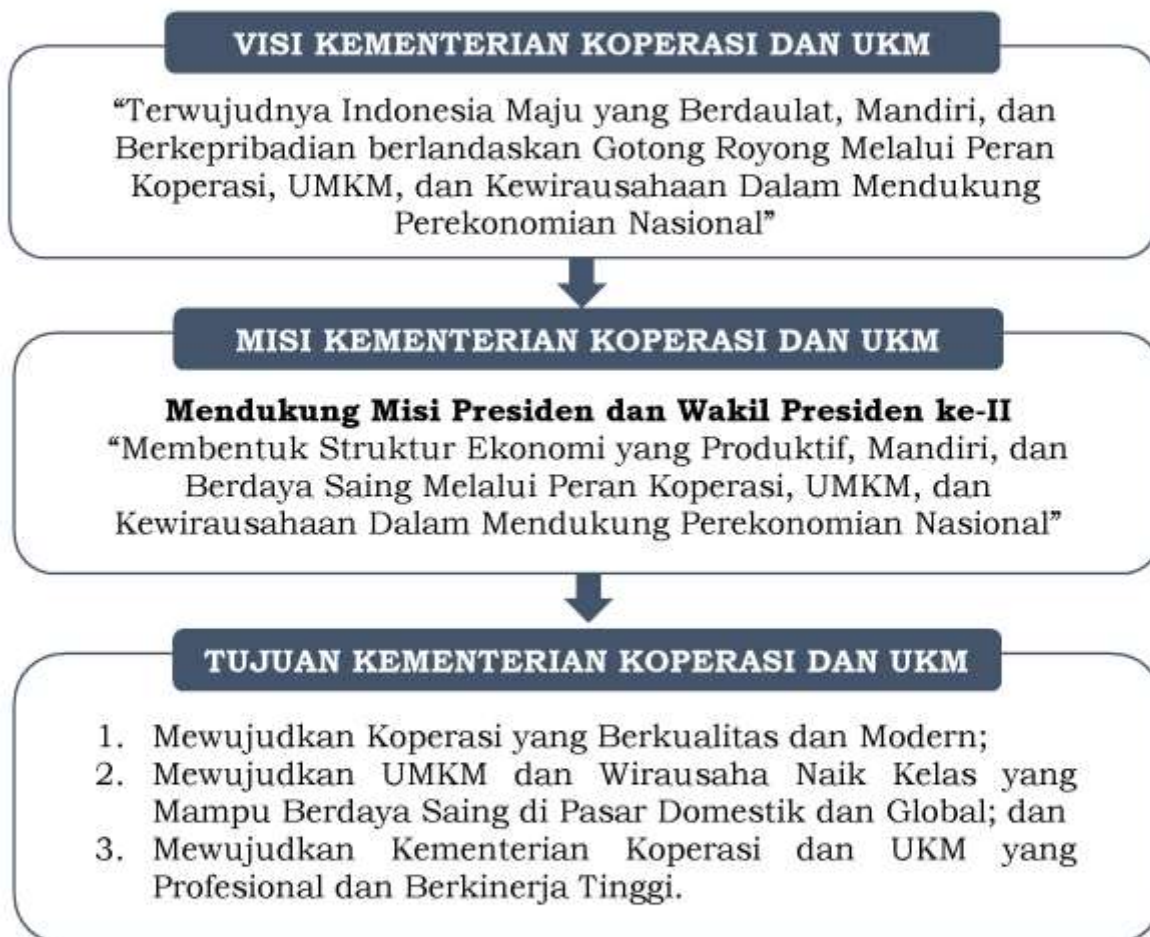 VISI KEMENTERIAN KOPERASI DAN UKM
“Terwujudnya Indonesia Maju yang Berdaulat, Mandiri, dan
Berkepribadian berlandaskan Gotong Royong Melalui Peran
Koperasi, UMKM, dan Kewirausahaan Dalam Mendukung
Perekonomian Nasional”
MISI KEMENTERIAN KOPERASI DAN UKM
Mendukung Misi Presiden dan Wakil Presiden ke-II
“Membentuk Struktur Ekonomi yang Produktif, Mandiri, dan
Berdaya Saing Melalui Peran Koperasi, UMKM, dan
Kewirausahaan Dalam Mendukung Perekonomian Nasional”
TUJUAN KEMENTERIAN KOPERASI DAN UKM
1. Mewujudkan Koperasi yang Berkualitas dan Modern;
2. Mewujudkan UMKM dan Wirausaha Naik Kelas yang
Mampu Berdaya Saing di Pasar Domestik dan Global; dan
3. Mewujudkan Kementerian Koperasi dan UKM yang
Profesional dan Berkinerja Tinggi.